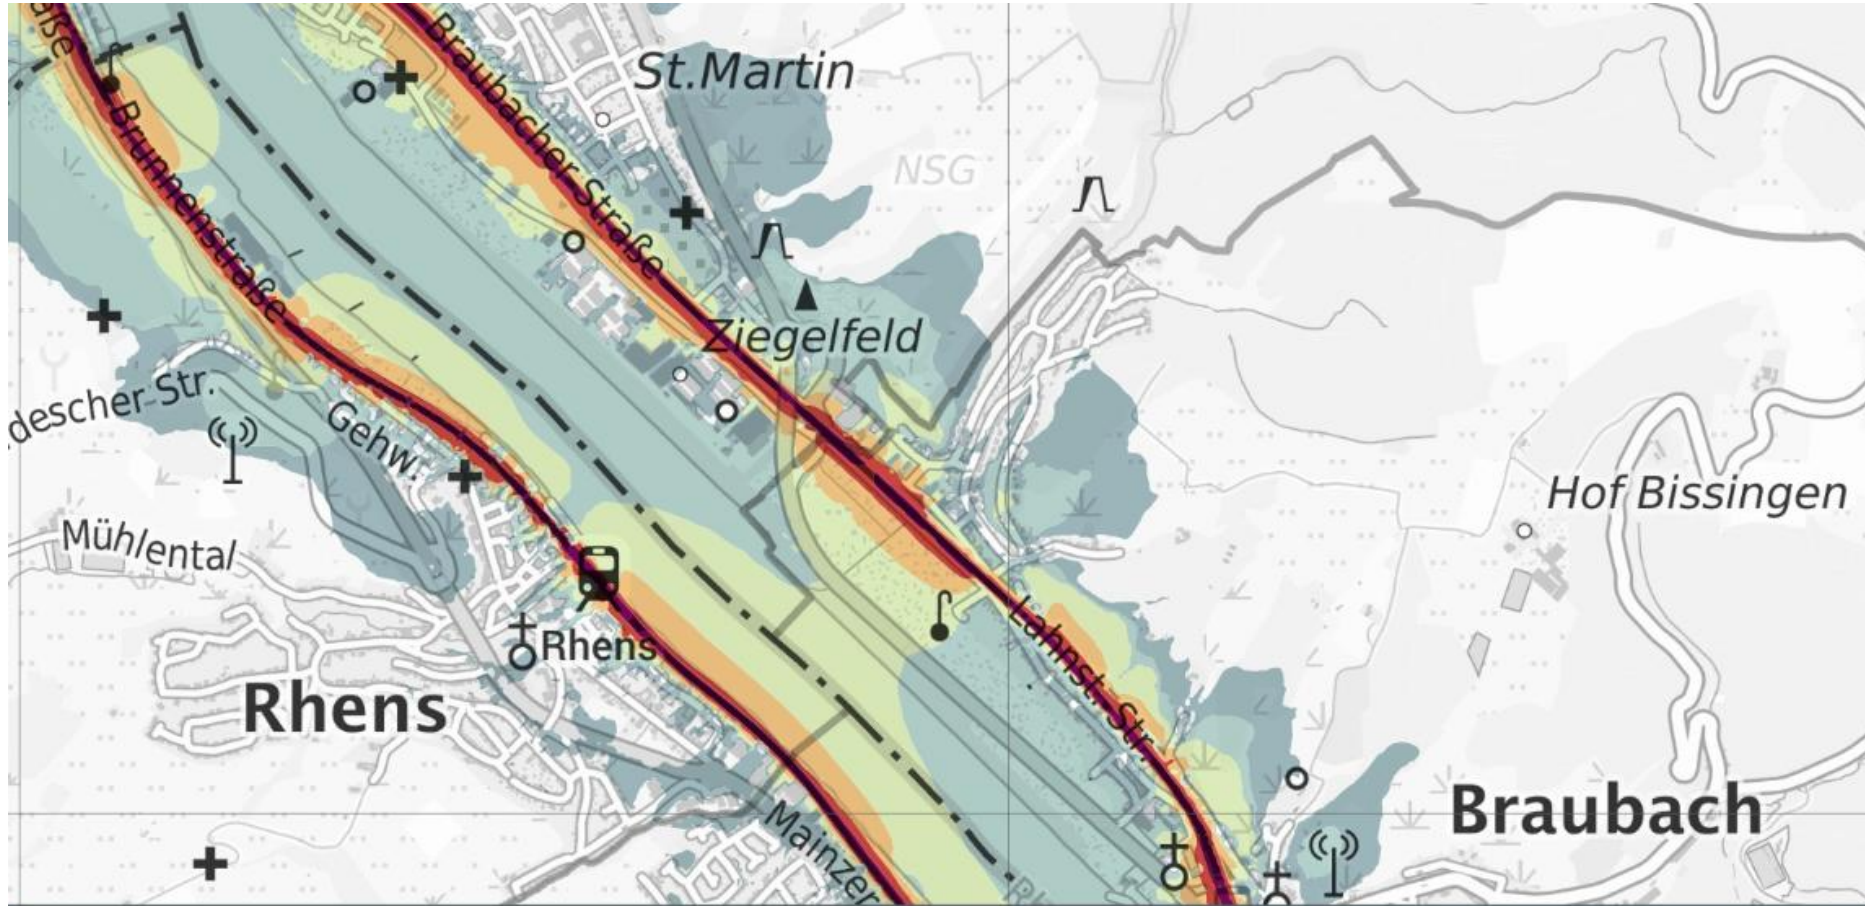 St.Martin
Braubacher Straße
NSG
Brunnenstraße
Ziegelfeld
descher-Str.
Gehw.
Hof Bissingen
Mühlental
Rhens
Lahnst. Str.
Rhens
Braubach
Mainzer